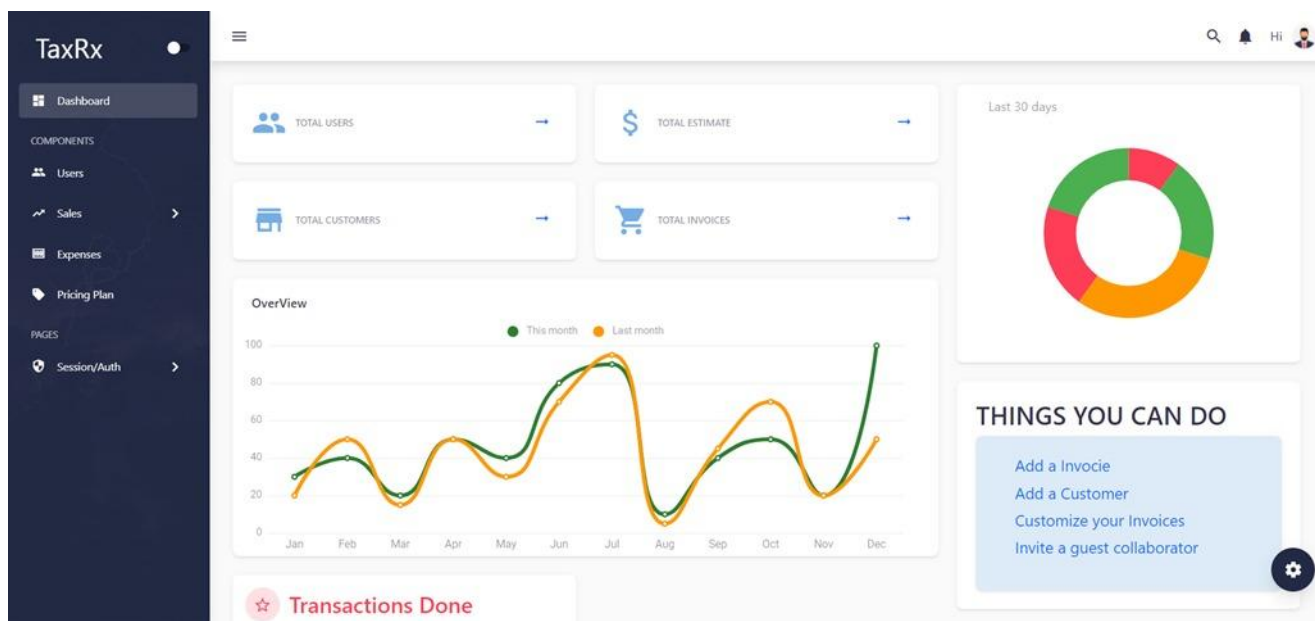 TaxRx
Hi
Dashboard
COMPONENTS
Users
Sales
Expenses
Pricing Plan
PAGES
Session/Auth
TOTAL USERS
TOTAL ESTIMATE
TOTAL CUSTOMERS
TOTAL INVOICES
Last 30 days
OverView
This month
Last month
100
80
60
40
20
0
Jan Feb Mar Apr May Jun Jul Aug Sep Oct Nov Dec
THINGS YOU CAN DO
Add a Invocie
Add a Customer
Customize your Invoices
Invite a guest collaborator
Transactions Done